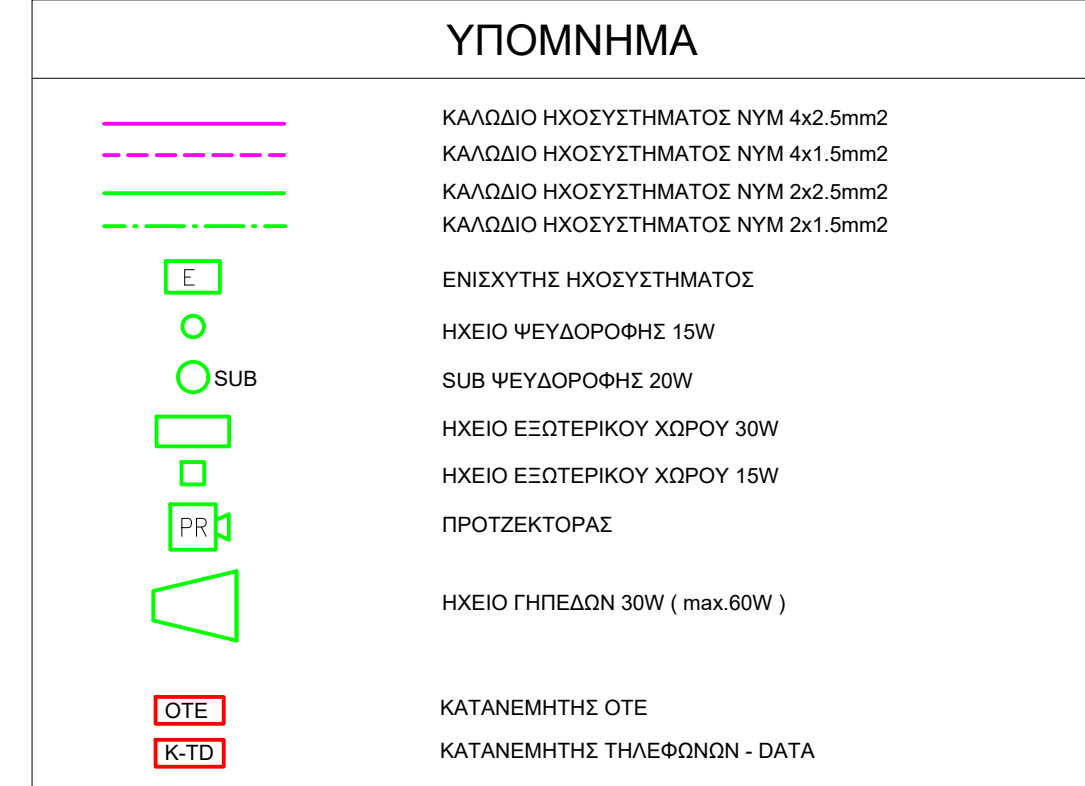 ΥΠΟΜΝΗΜΑ
ΚΑΛΩΔΙΟ ΗΧΟΣΥΣΤΗΜΑΤΟΣ NYM 4x2.5mm2
ΚΑΛΩΔΙΟ ΗΧΟΣΥΣΤΗΜΑΤΟΣ NYM 4x1.5mm2
ΚΑΛΩΔΙΟ ΗΧΟΣΥΣΤΗΜΑΤΟΣ NYM 2x2.5mm2
ΚΑΛΩΔΙΟ ΗΧΟΣΥΣΤΗΜΑΤΟΣ NYM 2x1.5mm2
E ΕΝΙΣΧΥΤΗΣ ΗΧΟΣΥΣΤΗΜΑΤΟΣ
ΗΧΕΙΟ ΨΕΥΔΟΡΟΦΗΣ 15W
SUB SUB ΨΕΥΔΟΡΟΦΗΣ 20W
ΗΧΕΙΟ ΕΞΩΤΕΡΙΚΟΥ ΧΩΡΟΥ 30W
ΗΧΕΙΟ ΕΞΩΤΕΡΙΚΟΥ ΧΩΡΟΥ 15W
PR ΠΡΟΤΖΕΚΤΟΡΑΣ
ΗΧΕΙΟ ΓΗΠΕΔΩΝ 30W ( max.60W )
OTE ΚΑΤΑΝΕΜΗΤΗΣ ΟΤΕ
K-TD ΚΑΤΑΝΕΜΗΤΗΣ ΤΗΛΕΦΩΝΩΝ - DATA